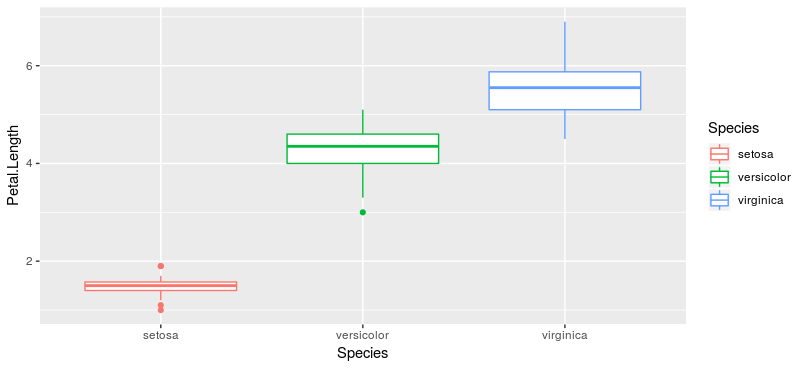 Petal.Length
6
4
2
setosa
versicolor
virginica
Species
Species
setosa
versicolor
virginica